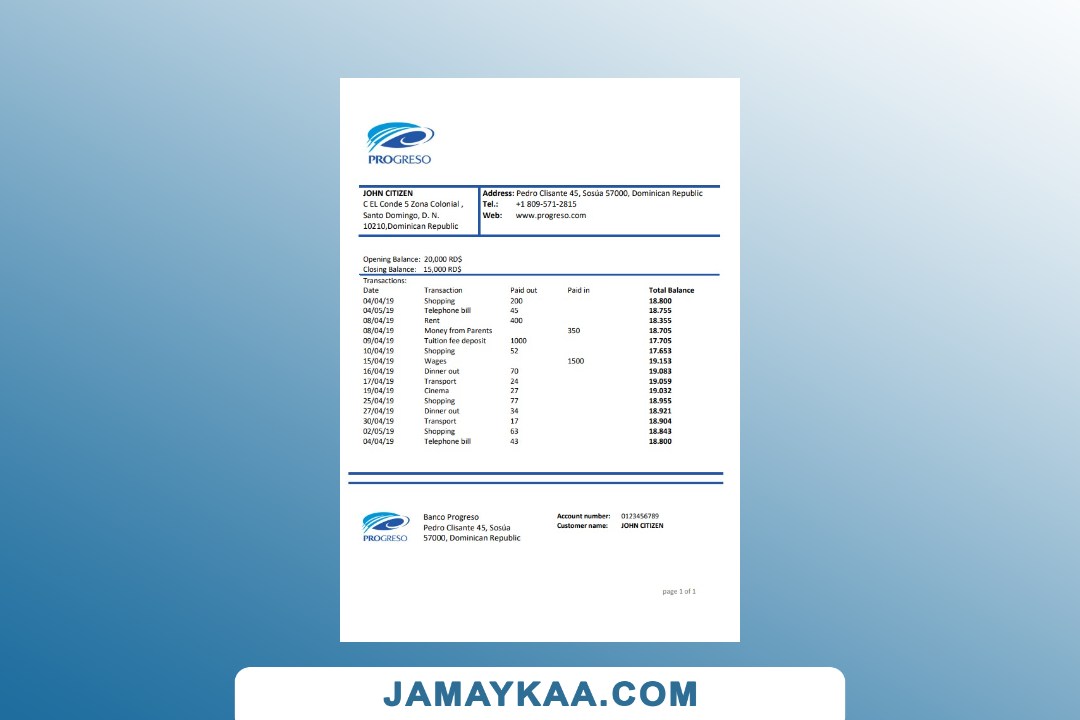 PROGRESO
JOHN CITIZEN
C EL Conde 5 Zona Colonial ,
Santo Domingo, D. N.
10210,Dominican Republic
Address: Pedro Clisante 45, Sosúa 57000, Dominican Republic
Tel.: +1 809-571-2815
Web: www.progreso.com
Opening Balance: 20,000 RD$
Closing Balance: 15,000 RD$
Transactions:
Date Transaction Paid out Paid in Total Balance
04/04/19 Shopping 200 18.800
04/05/19 Telephone bill 45 18.755
08/04/19 Rent 400 18.355
08/04/19 Money from Parents 350 18.705
09/04/19 Tuition fee deposit 1000 17.705
10/04/19 Shopping 52 17.653
15/04/19 Wages 1500 19.153
16/04/19 Dinner out 70 19.083
17/04/19 Transport 24 19.059
19/04/19 Cinema 27 19.032
25/04/19 Shopping 77 18.955
27/04/19 Dinner out 34 18.921
30/04/19 Transport 17 18.904
02/05/19 Shopping 63 18.843
04/04/19 Telephone bill 43 18.800
PROGRESO
Banco Progreso
Pedro Clisante 45, Sosúa
57000, Dominican Republic
Account number: 0123456789
Customer name: JOHN CITIZEN
page 1 of 1
JAMAYKAA.COM